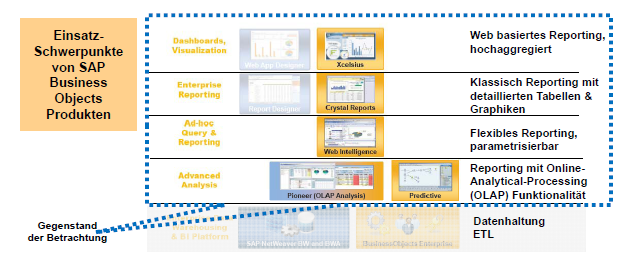 Einsatz-
Schwerpunkte
von SAP
Business
Objects
Produkten
Dashboards,
Visualization
Web App Designer
Xcelsius
Web basiertes Reporting,
hochaggregiert
Enterprise
Reporting
Report Designer
Crystal Reports
Klassisch Reporting mit
detaillierten Tabellen &
Graphiken
Ad-hoc
Query &
Reporting
Web Intelligence
Flexibles Reporting,
parametrisierbar
Advanced
Analysis
Pioneer (OLAP Analysis)
Predictive
Reporting mit Online-
Analytical-Processing
(OLAP) Funktionalität
Gegenstand
der Betrachtung
& BI Platform
SAP NetWeaver BW and BWA
BusinessObjects Enterprise
Datenhaltung
ETL